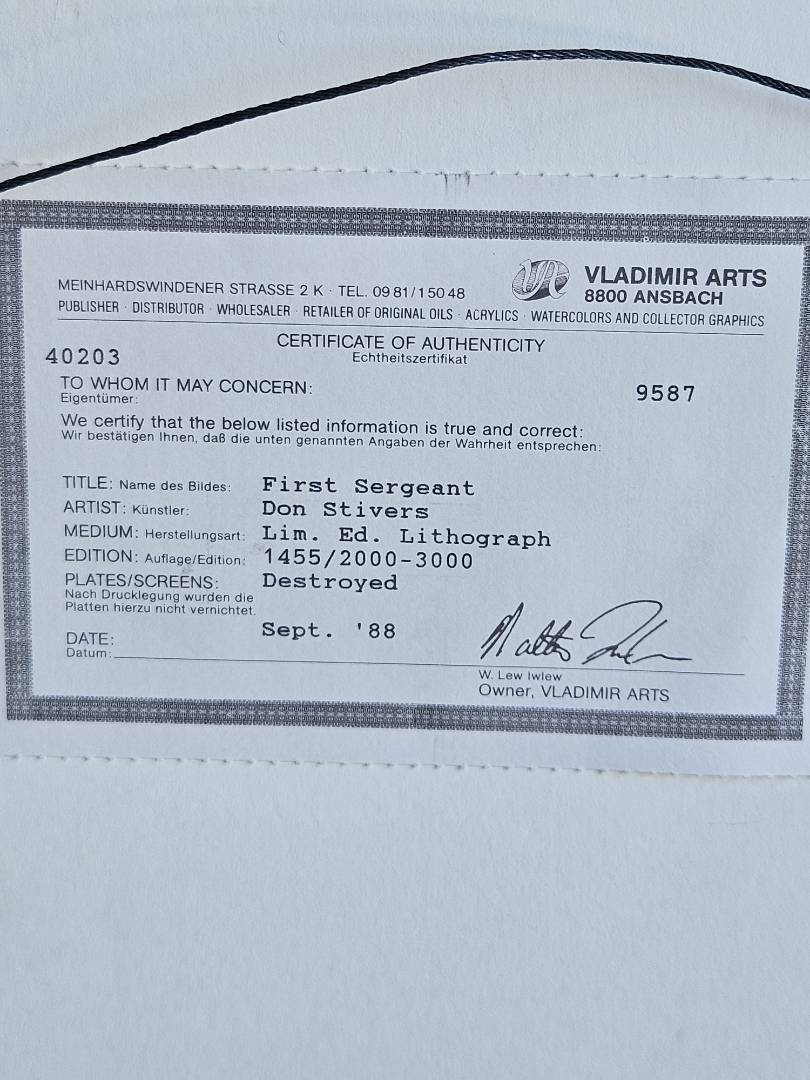 MEINHARDSWINDENER STRASSE 2 K · TEL. 09 81/1 50 48
VLADIMIR ARTS
8800 ANSBACH
PUBLISHER · DISTRIBUTOR · WHOLESALER · RETAILER OF ORIGINAL OILS · ACRYLICS · WATERCOLORS AND COLLECTOR GRAPHICS
CERTIFICATE OF AUTHENTICITY
Echtheitszertifikat
40203
TO WHOM IT MAY CONCERN:
Eigentümer:
9587
We certify that the below listed information is true and correct:
Wir bestätigen Ihnen, daß die unten genannten Angaben der Wahrheit entsprechen:
TITLE: Name des Bildes: First Sergeant
ARTIST: Künstler: Don Stivers
MEDIUM: Herstellungsart: Lim. Ed. Lithograph
EDITION: Auflage/Edition: 1455/2000-3000
PLATES/SCREENS: Destroyed
Nach Drucklegung wurden die
Platten hierzu nicht vernichtet.
DATE: Sept. '88
Datum:
W. Lew Iwlew
Owner, VLADIMIR ARTS